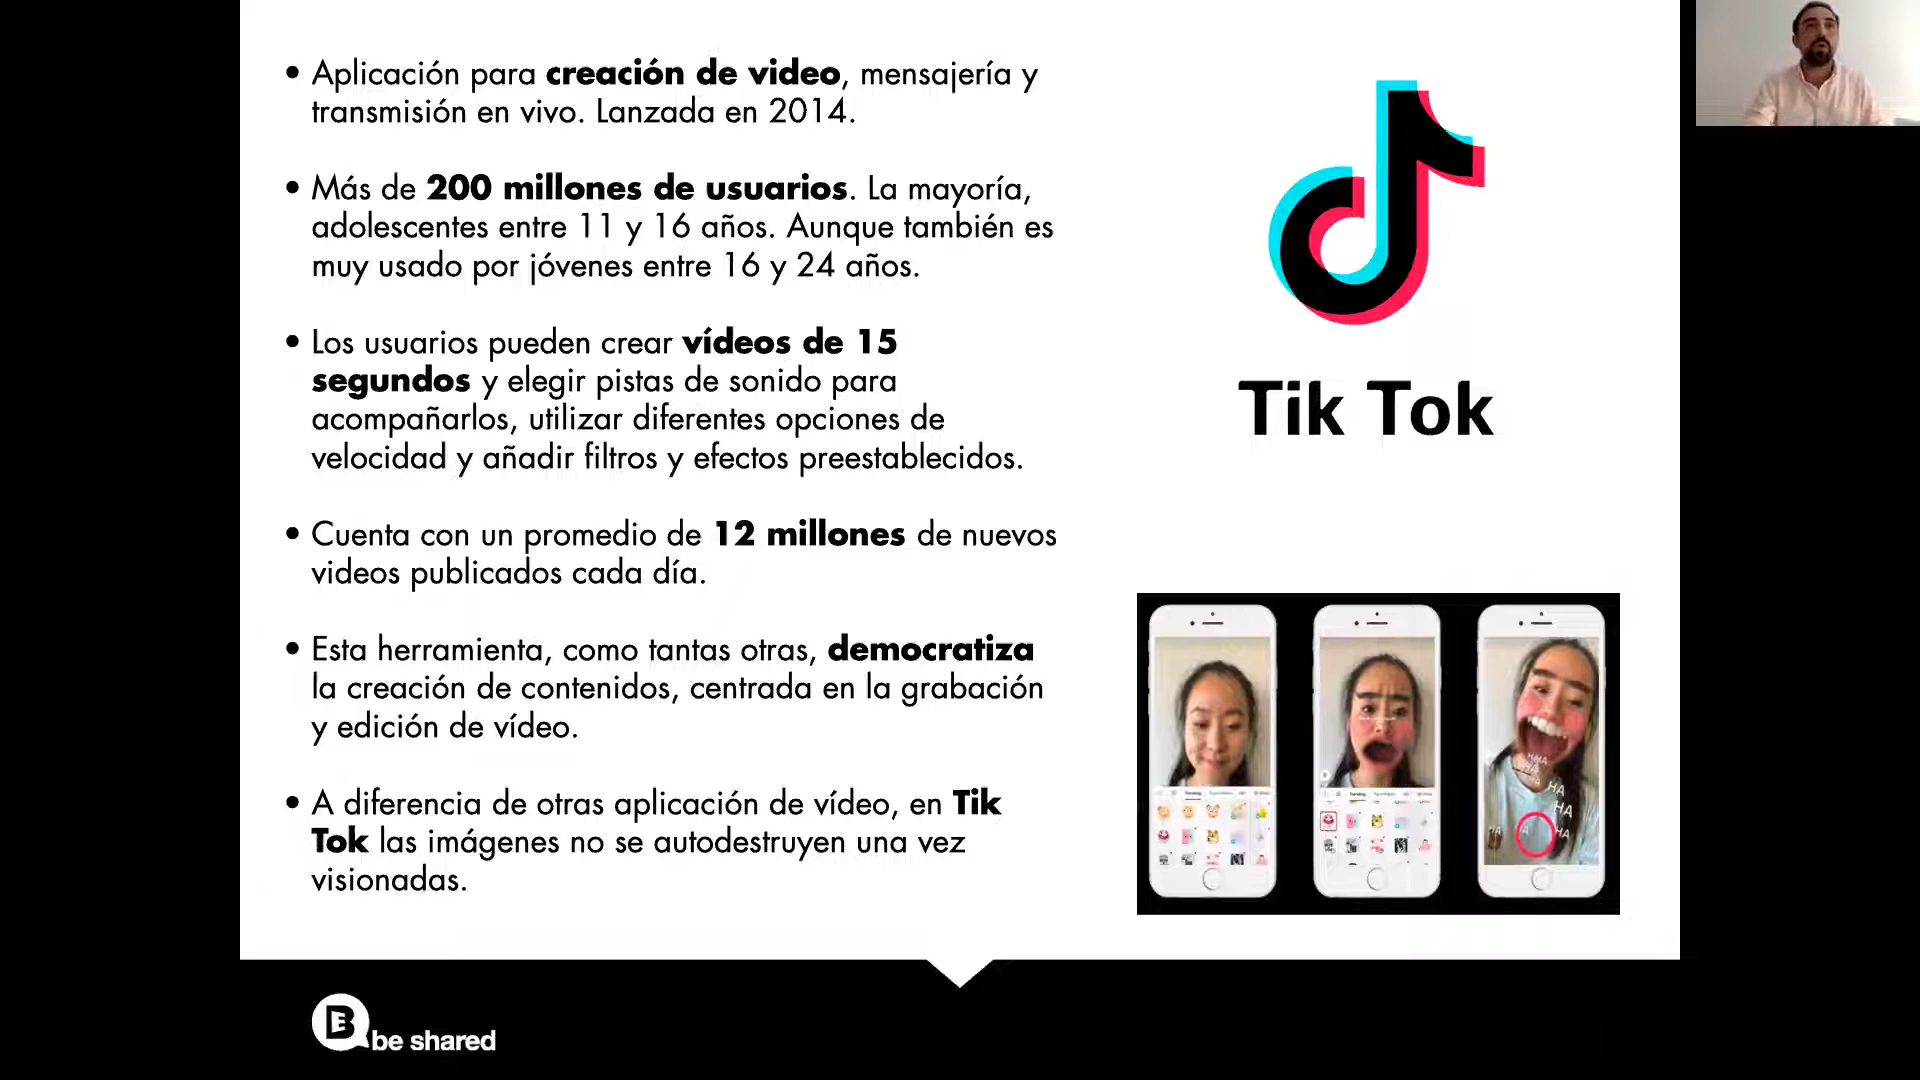 • Aplicación para creación de video, mensajería y
transmisión en vivo. Lanzada en 2014.
• Más de 200 millones de usuarios. La mayoría,
adolescentes entre 11 y 16 años. Aunque también es
muy usado por jóvenes entre 16 y 24 años.
• Los usuarios pueden crear vídeos de 15
segundos y elegir pistas de sonido para
acompañarlos, utilizar diferentes opciones de
velocidad y añadir filtros y efectos preestablecidos.
• Cuenta con un promedio de 12 millones de nuevos
videos publicados cada día.
• Esta herramienta, como tantas otras, democratiza
la creación de contenidos, centrada en la grabación
y edición de vídeo.
• A diferencia de otras aplicación de vídeo, en Tik
Tok las imágenes no se autodestruyen una vez
visionadas.
Tik Tok
HA
HA
HA
be shared